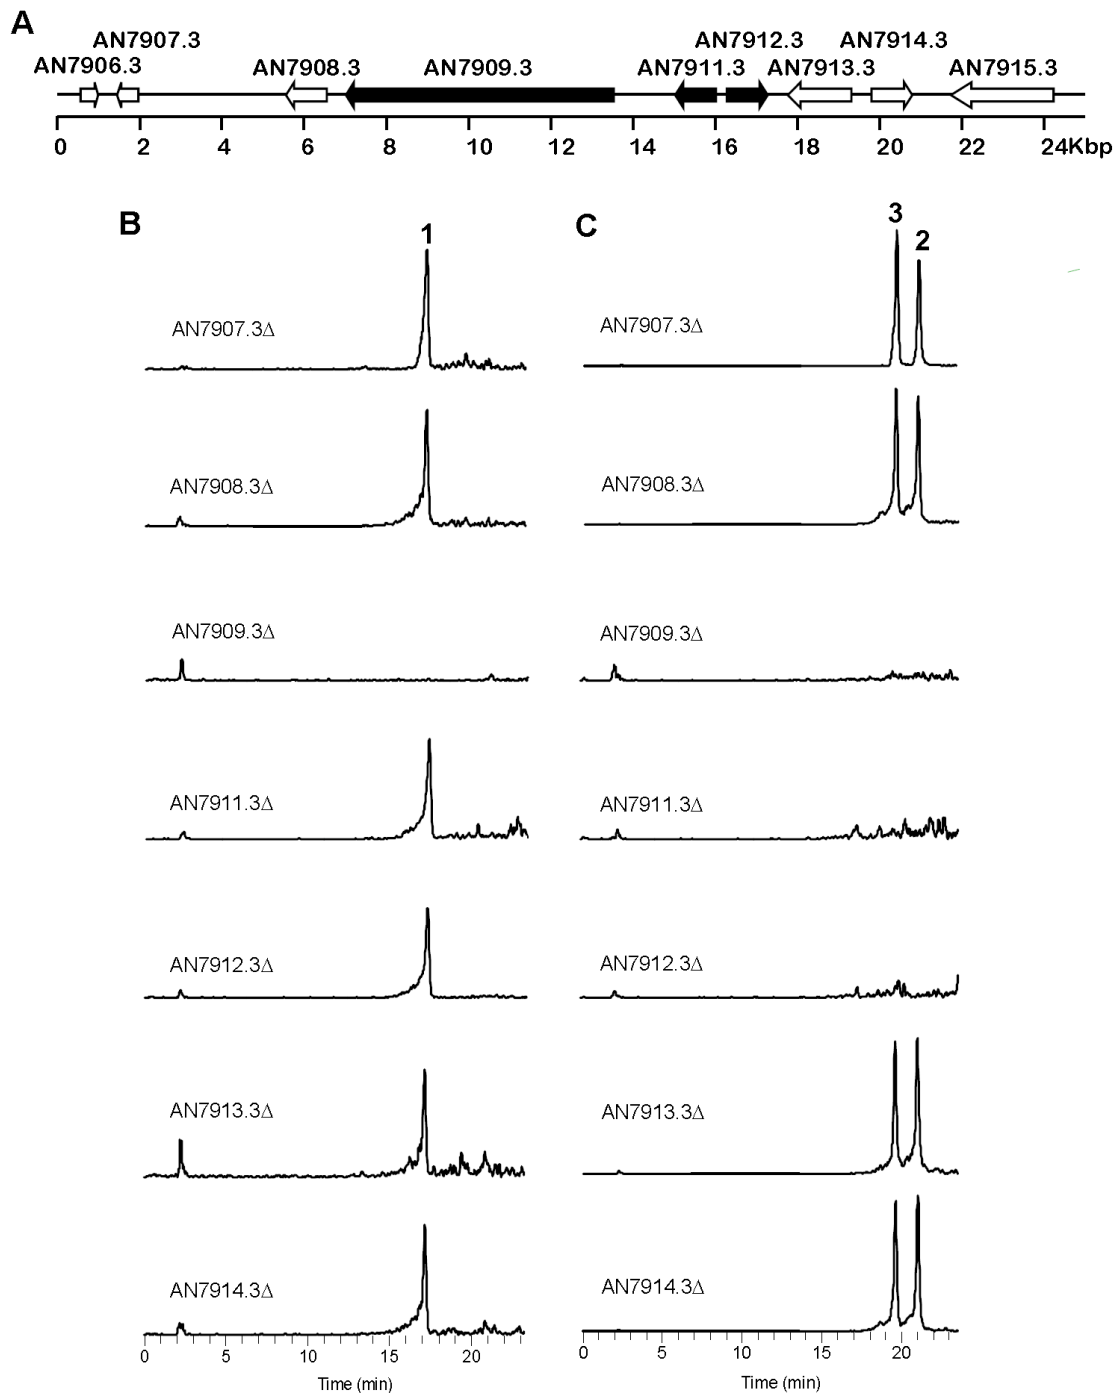 A
AN7907.3 AN7912.3 AN7914.3
AN7906.3 AN7908.3 AN7909.3 AN7911.3 AN7913.3 AN7915.3
0 2 4 6 8 10 12 14 16 18 20 22 24Kbp
B 1 C 3 2
AN7907.3Δ AN7907.3Δ
AN7908.3Δ AN7908.3Δ
AN7909.3Δ AN7909.3Δ
AN7911.3Δ AN7911.3Δ
AN7912.3Δ AN7912.3Δ
AN7913.3Δ AN7913.3Δ
AN7914.3Δ AN7914.3Δ
0 5 10 15 20 0 5 10 15 20
Time (min) Time (min)